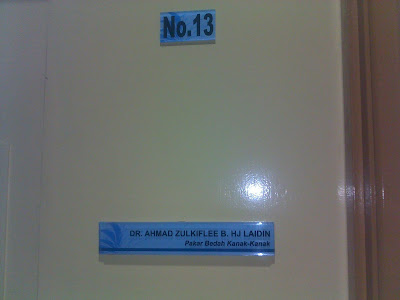 No.13
DR. AHMAD ZULKIFLEE B. HJ LAIDIN
Pakar Bedah Kanak-Kanak